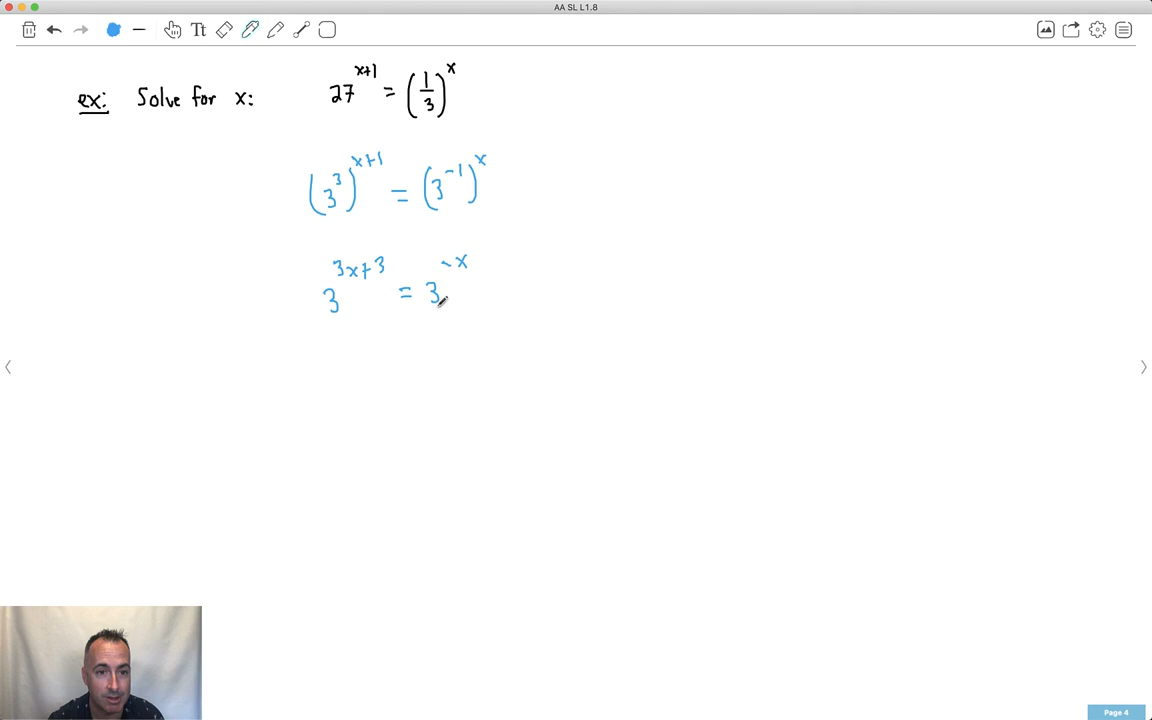 AA SL L1.8
Tt
ex: Solve for x: 27^{x+1} = (1/3)^x
(3^3)^{x+1} = (3^{-1})^x
3^{3x+3} = 3^{-x}
Page 4